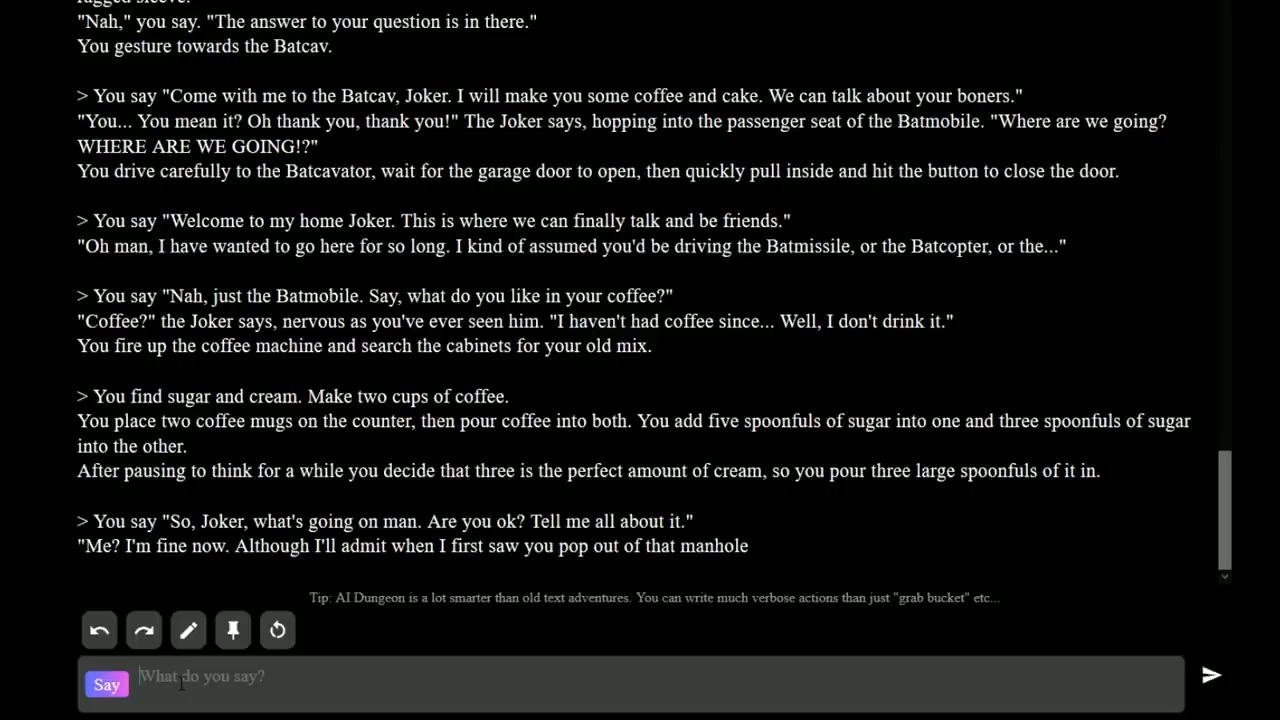 "Nah," you say. "The answer to your question is in there."
You gesture towards the Batcav.
> You say "Come with me to the Batcav, Joker. I will make you some coffee and cake. We can talk about your boners."
"You... You mean it? Oh thank you, thank you!" The Joker says, hopping into the passenger seat of the Batmobile. "Where are we going?
WHERE ARE WE GOING!?"
You drive carefully to the Batcavator, wait for the garage door to open, then quickly pull inside and hit the button to close the door.
> You say "Welcome to my home Joker. This is where we can finally talk and be friends."
"Oh man, I have wanted to go here for so long. I kind of assumed you'd be driving the Batmissile, or the Batcopter, or the..."
> You say "Nah, just the Batmobile. Say, what do you like in your coffee?"
"Coffee?" the Joker says, nervous as you've ever seen him. "I haven't had coffee since... Well, I don't drink it."
You fire up the coffee machine and search the cabinets for your old mix.
> You find sugar and cream. Make two cups of coffee.
You place two coffee mugs on the counter, then pour coffee into both. You add five spoonfuls of sugar into one and three spoonfuls of sugar
into the other.
After pausing to think for a while you decide that three is the perfect amount of cream, so you pour three large spoonfuls of it in.
> You say "So, Joker, what's going on man. Are you ok? Tell me all about it."
"Me? I'm fine now. Although I'll admit when I first saw you pop out of that manhole
Tip: AI Dungeon is a lot smarter than old text adventures. You can write much verbose actions than just "grab bucket" etc...
Say What do you say?